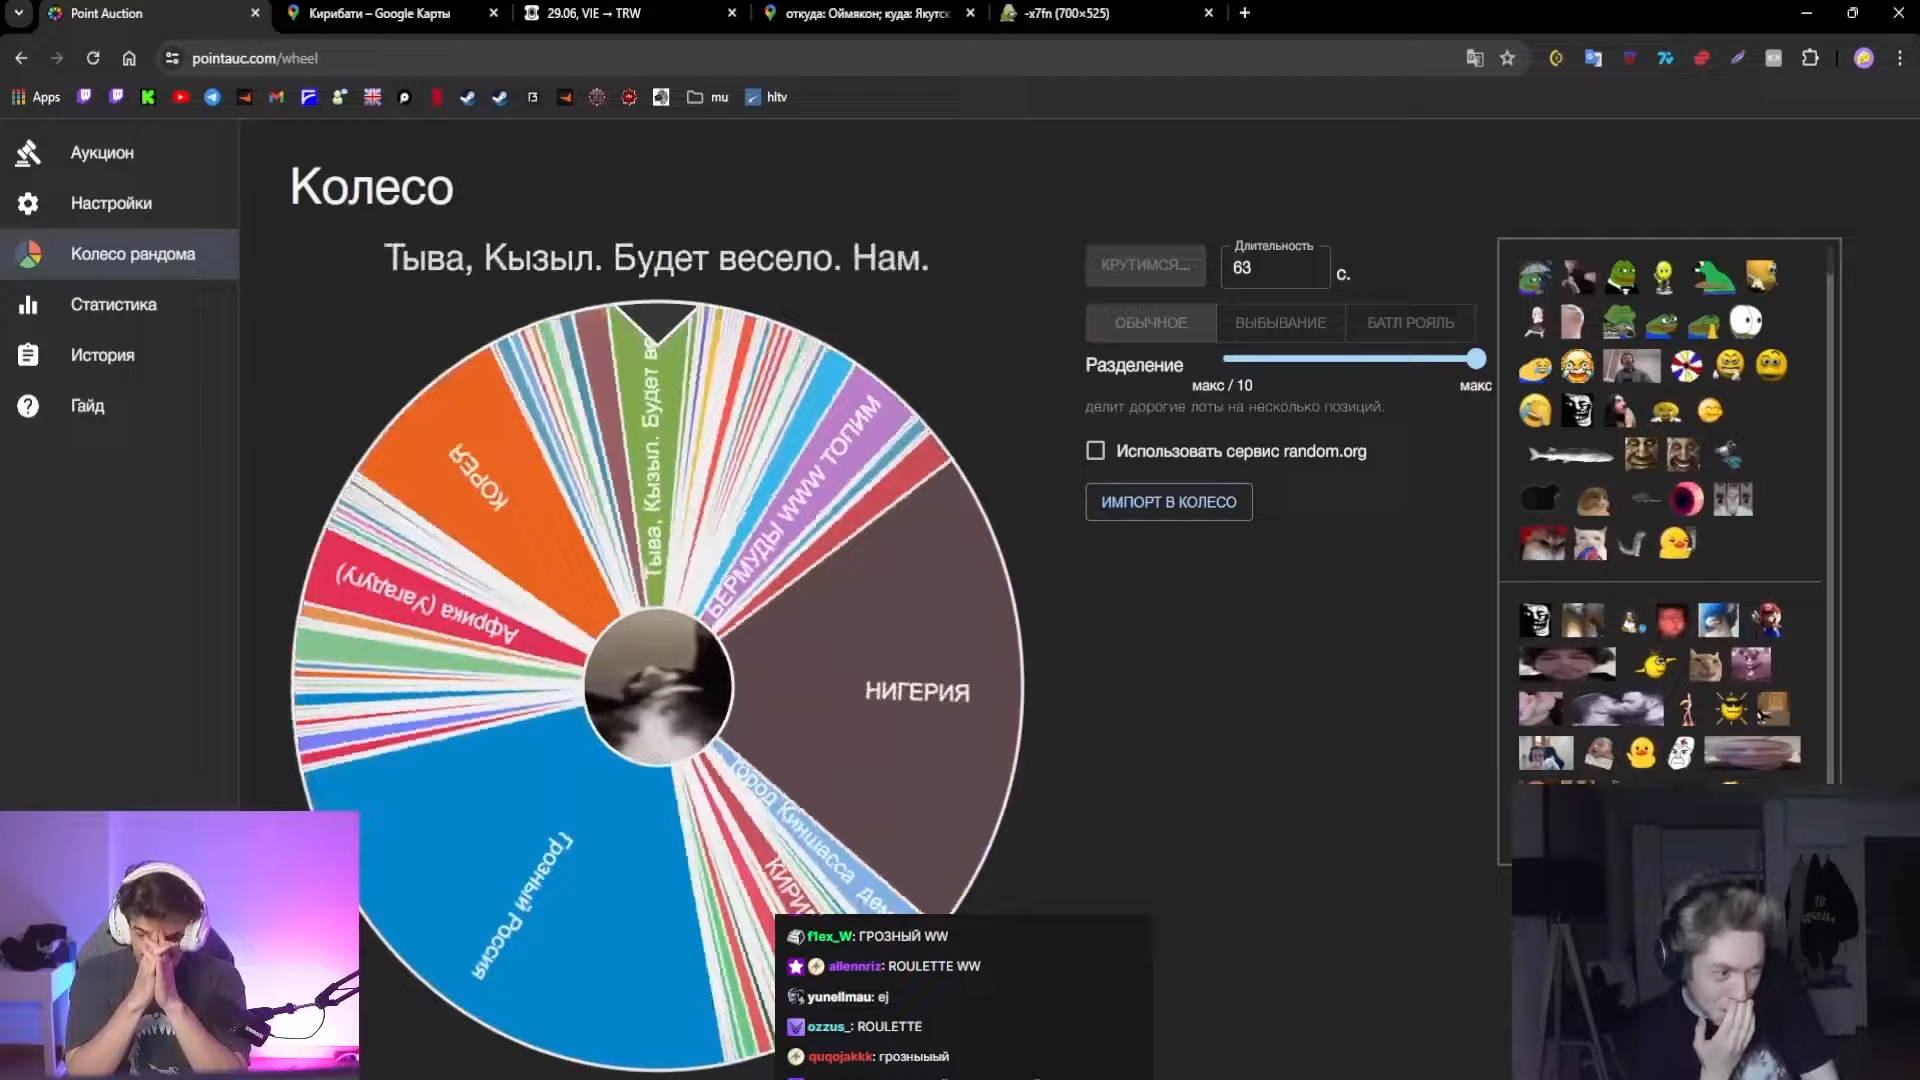 Point Auction
Кирибати – Google Карты
29.06, VIE → TRW
откуда: Оймякон; куда: Якутск
-x7fn (700×525)
pointauc.com/wheel
Apps
mu
hltv
Аукцион
Настройки
Колесо рандома
Статистика
История
Гайд
Колесо
Тыва, Кызыл. Будет весело. Нам.
КРУТИМСЯ...
Длительность
63
с.
ОБЫЧНОЕ
ВЫБЫВАНИЕ
БАТЛ РОЯЛЬ
Разделение
макс / 10
макс
делит дорогие лоты на несколько позиций.
Использовать сервис random.org
ИМПОРТ В КОЛЕСО
КОРЕЯ
Тыва, Кызыл. Будет ве
БЕРМУДЫ WWW ТОПИМ
Африка (Уагадугу)
НИГЕРИЯ
город Киншасса дем
КИРИ
Грозный Россия
f1ex_W: ГРОЗНЫЙ WW
allennriz: ROULETTE WW
yunellmau: ej
ozzus_: ROULETTE
quqojakkk: грозныыый